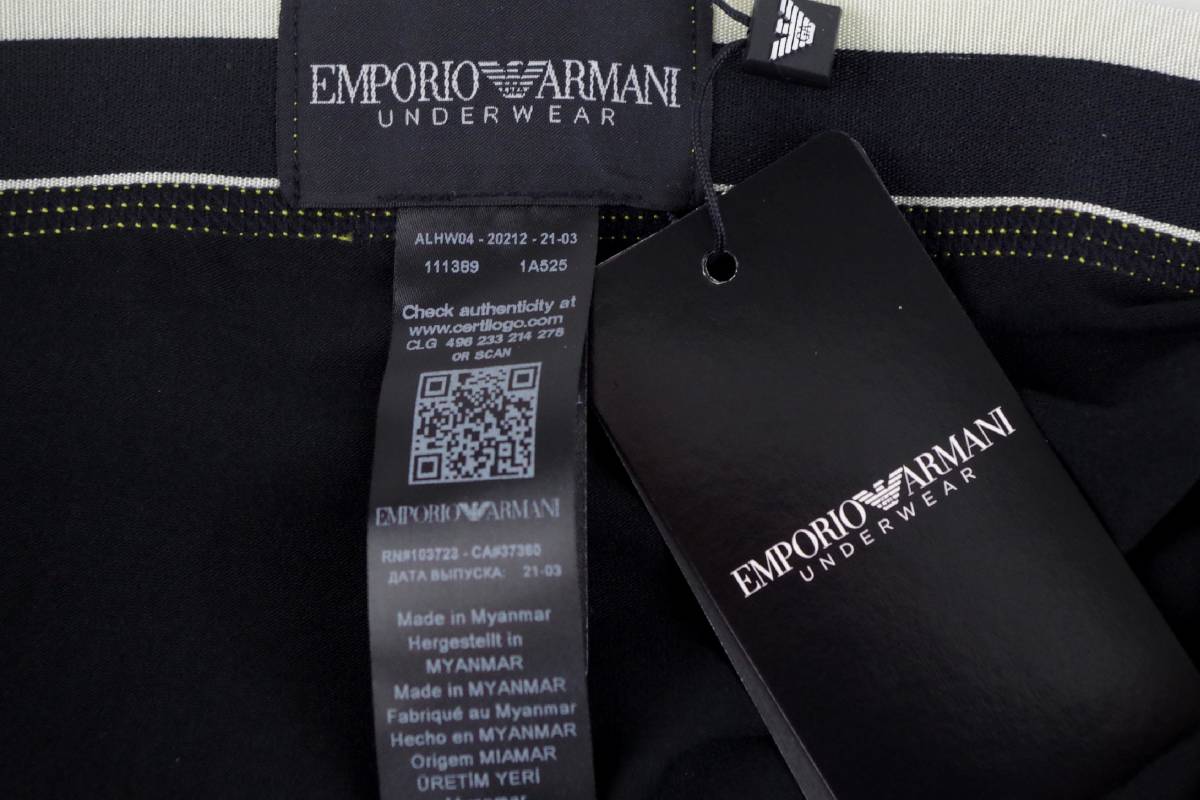 EMPORIO ARMANI
UNDERWEAR
ALHW04 - 20212 - 21-03
111389 1A525
Check authenticity at
www.certilogo.com
CLG 496 233 214 278
OR SCAN
EMPORIO ARMANI
RN#103723 - CA#37360
ДАТА ВЫПУСКА: 21-03
Made in Myanmar
Hergestellt in
MYANMAR
Made in MYANMAR
Fabriqué au Myanmar
Hecho en MYANMAR
Origem MIAMAR
ÜRETİM YERİ
Myanmar
EMPORIO ARMANI
UNDERWEAR